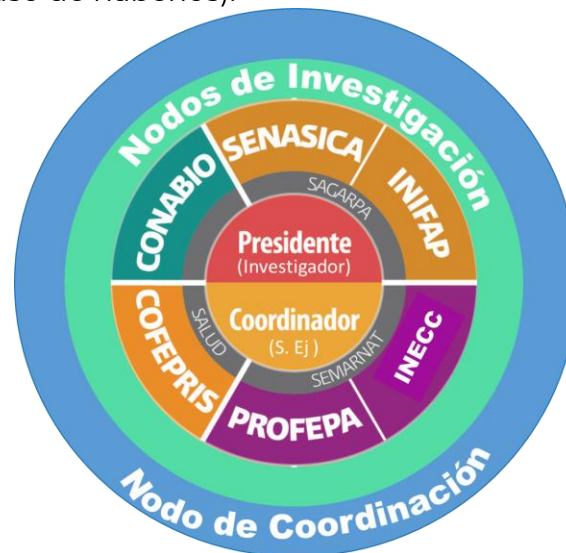 Nodos de Investigación
SENASICA
INIFAP
CONABIO
SAGARPA
Presidente
(Investigador)
Coordinador
(S. Ej )
SALUD
SEMARNAT
COFEPRIS
PROFEPA
INECC
Nodo de Coordinación